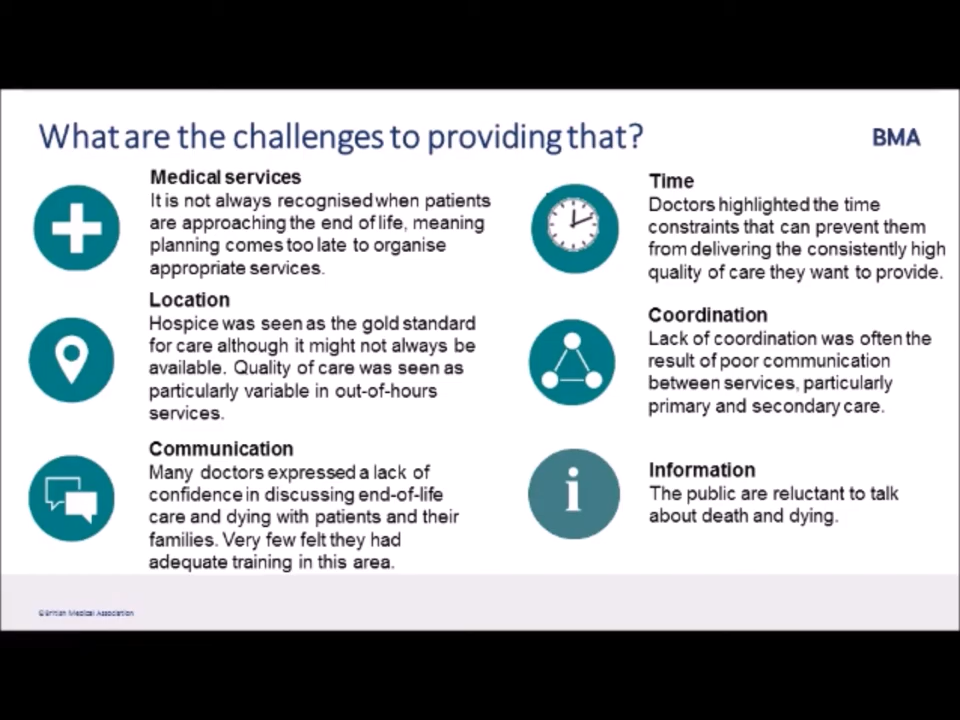 What are the challenges to providing that?
BMA
Medical services
It is not always recognised when patients
are approaching the end of life, meaning
planning comes too late to organise
appropriate services.
Location
Hospice was seen as the gold standard
for care although it might not always be
available. Quality of care was seen as
particularly variable in out-of-hours
services.
Communication
Many doctors expressed a lack of
confidence in discussing end-of-life
care and dying with patients and their
families. Very few felt they had
adequate training in this area.
Time
Doctors highlighted the time
constraints that can prevent them
from delivering the consistently high
quality of care they want to provide.
Coordination
Lack of coordination was often the
result of poor communication
between services, particularly
primary and secondary care.
Information
The public are reluctant to talk
about death and dying.
©British Medical Association